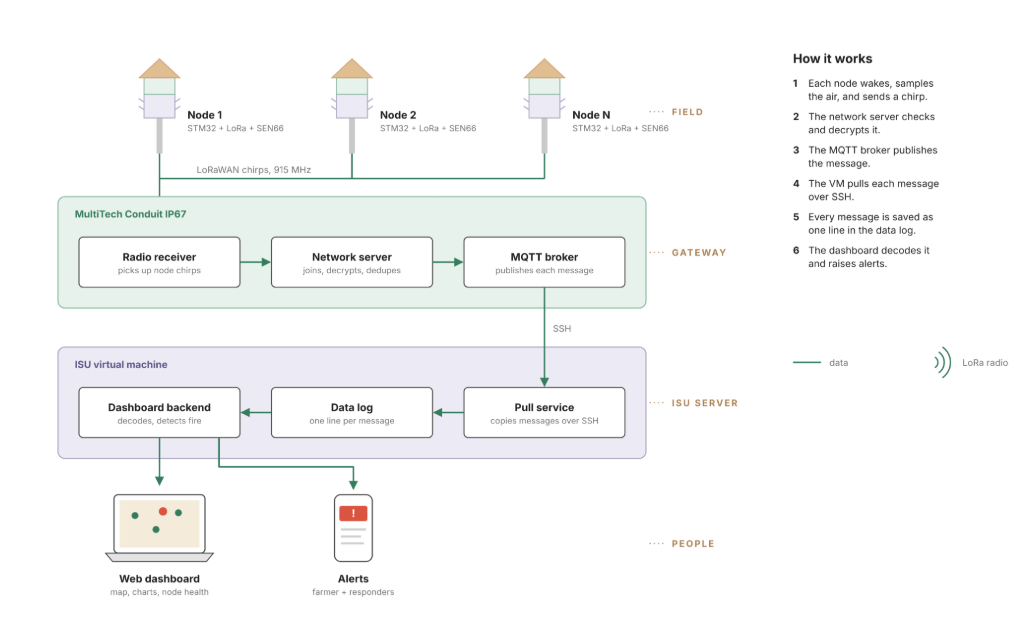 Node 1
STM32 + LoRa + SEN66
Node 2
STM32 + LoRa + SEN66
Node N
STM32 + LoRa + SEN66
FIELD
LoRaWAN chirps, 915 MHz
MultiTech Conduit IP67
Radio receiver
picks up node chirps
Network server
joins, decrypts, dedupes
MQTT broker
publishes each message
GATEWAY
SSH
ISU virtual machine
Dashboard backend
decodes, detects fire
Data log
one line per message
Pull service
copies messages over SSH
ISU SERVER
!
Web dashboard
map, charts, node health
Alerts
farmer + responders
PEOPLE
How it works
1 Each node wakes, samples
the air, and sends a chirp.
2 The network server checks
and decrypts it.
3 The MQTT broker publishes
the message.
4 The VM pulls each message
over SSH.
5 Every message is saved as
one line in the data log.
6 The dashboard decodes it
and raises alerts.
data
LoRa radio